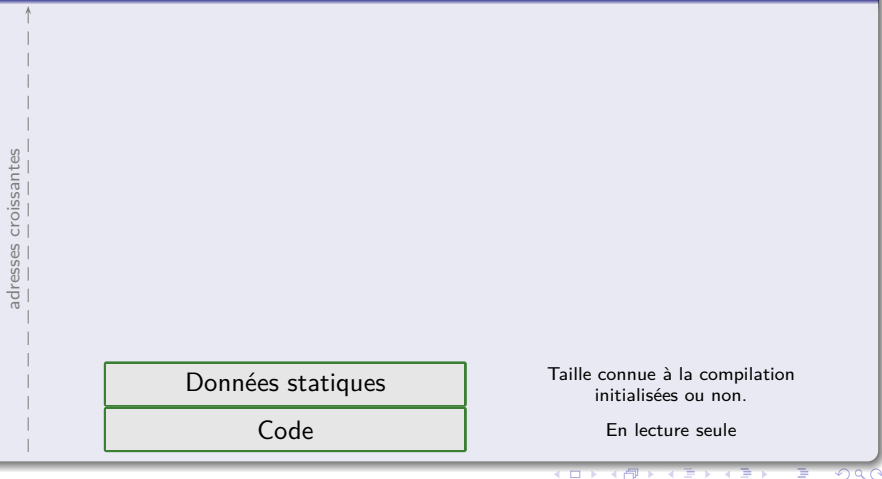 adresses croissantes
Données statiques
Taille connue à la compilation
initialisées ou non.
Code
En lecture seule